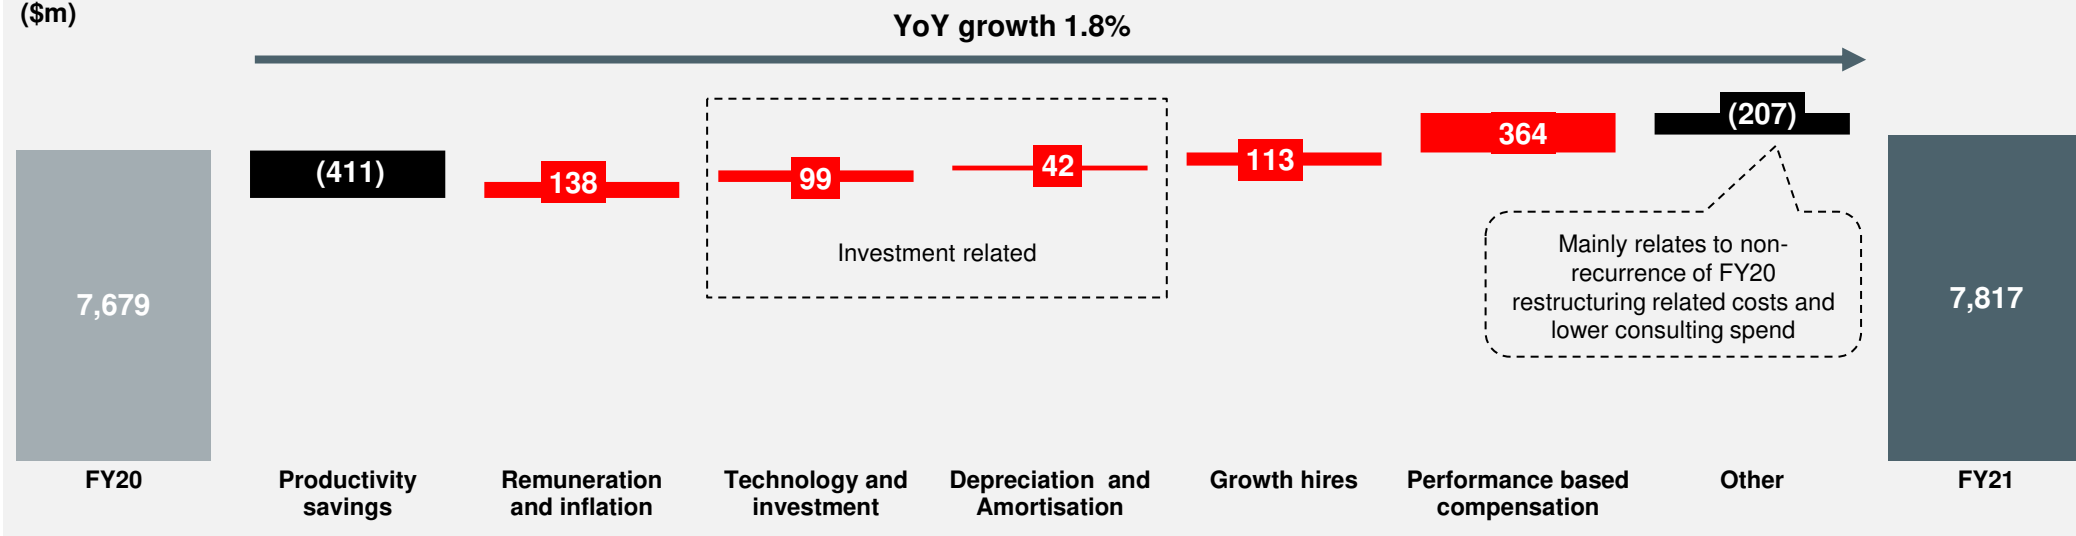 ($m)
YoY growth 1.8%
(411)
138
99
42
113
364
(207)
Investment related
Mainly relates to non-
recurrence of FY20
restructuring related costs and
lower consulting spend
7,679
7,817
FY20
Productivity
savings
Remuneration
and inflation
Technology and
investment
Depreciation and
Amortisation
Growth hires
Performance based
compensation
Other
FY21